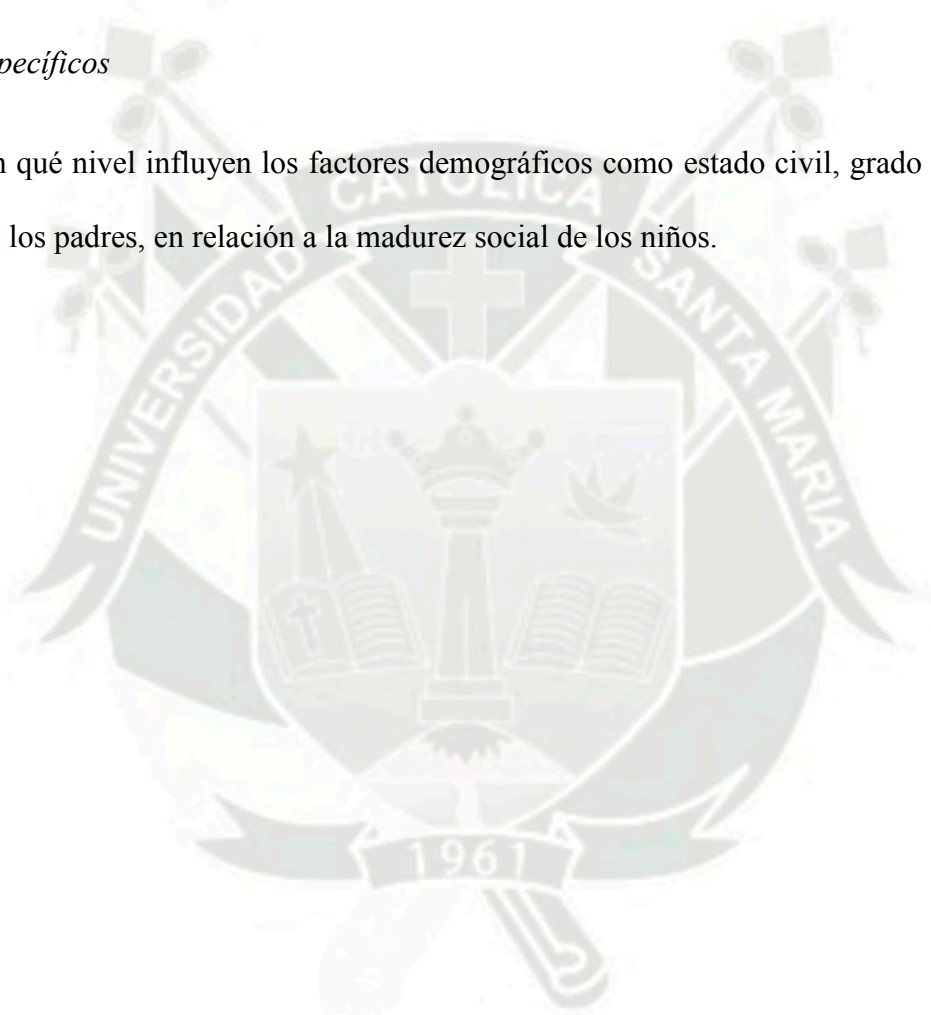 pecíficos
n qué nivel influyen los factores demográficos como estado civil, grado
los padres, en relación a la madurez social de los niños.
UNIVERSIDAD CATOLICA SANTA MARIA
1961